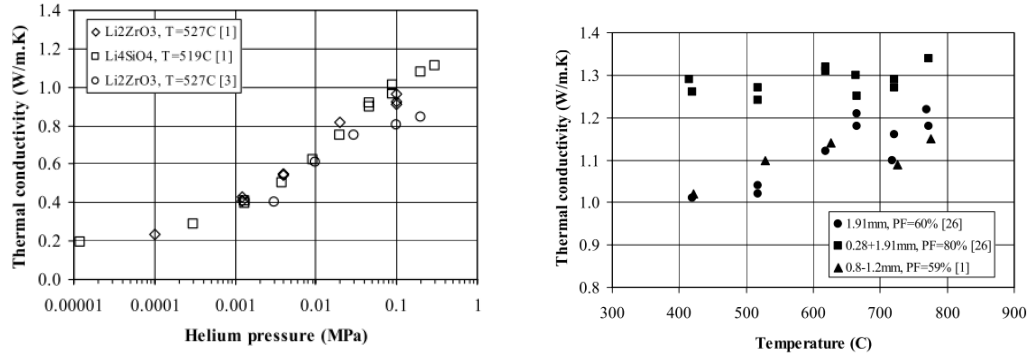 Thermal conductivity (W/m.K)
1.2
1.0
0.8
0.6
0.4
0.2
0.0
◇ Li2ZrO3, T=527C [1]
□ Li4SiO4, T=519C [1]
○ Li2ZrO3, T=527C [3]
0.00001 0.0001 0.001 0.01 0.1 1
Helium pressure (MPa)
Thermal conductivity (W/m.K)
1.4
1.3
1.2
1.1
1.0
0.9
0.8
● 1.91mm, PF=60% [26]
■ 0.28+1.91mm, PF=80% [26]
▲ 0.8-1.2mm, PF=59% [1]
300 400 500 600 700 800 900
Temperature (C)